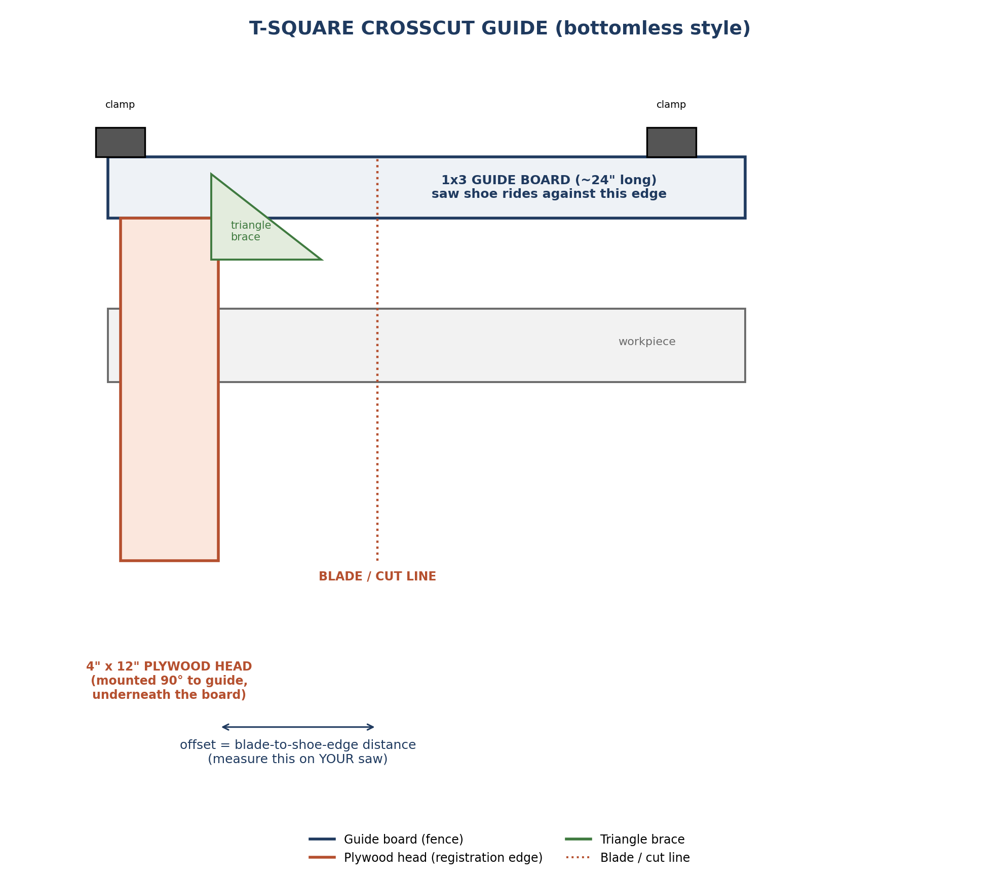 T-SQUARE CROSSCUT GUIDE (bottomless style)
clamp
clamp
1x3 GUIDE BOARD (~24" long)
saw shoe rides against this edge
triangle
brace
workpiece
BLADE / CUT LINE
4" x 12" PLYWOOD HEAD
(mounted 90° to guide,
underneath the board)
offset = blade-to-shoe-edge distance
(measure this on YOUR saw)
Guide board (fence)
Plywood head (registration edge)
Triangle brace
Blade / cut line